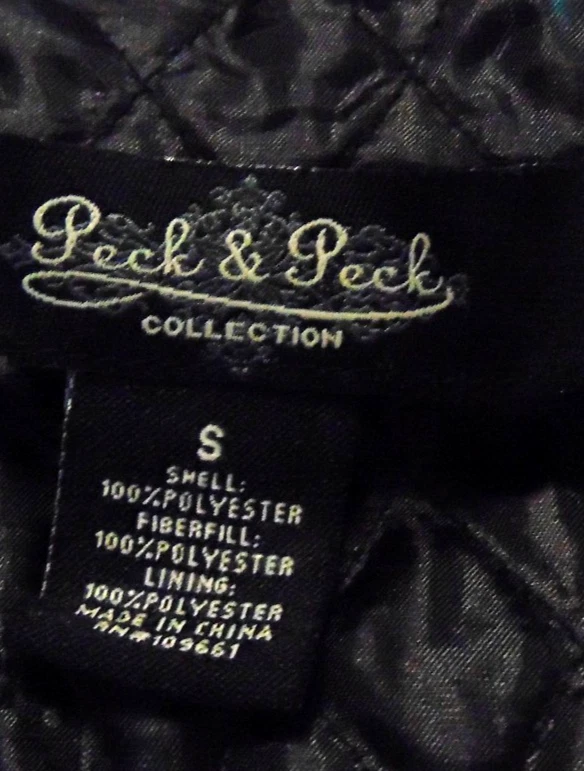 Peck & Peck
COLLECTION
S
SHELL:
100%POLYESTER
FIBERFILL:
100%POLYESTER
LINING:
100%POLYESTER
MADE IN CHINA
RN#109661